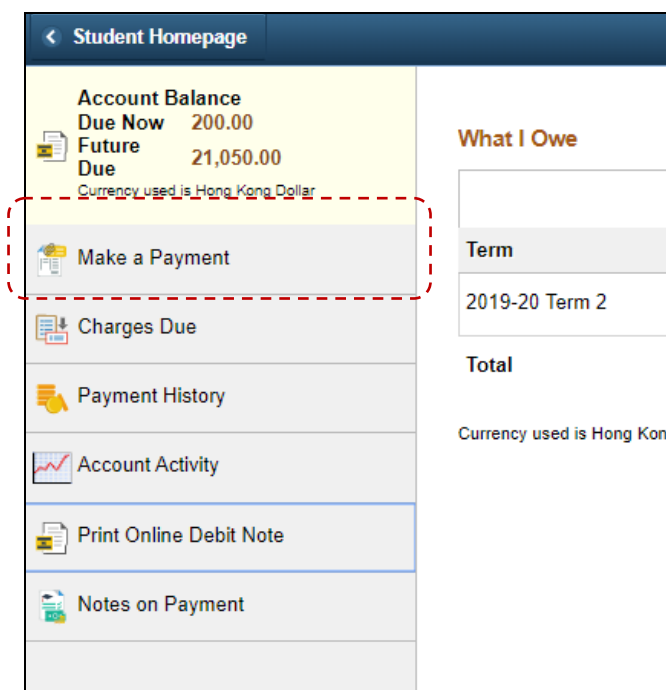 Student Homepage
Account Balance
Due Now 200.00
Future
Due 21,050.00
Currency used is Hong Kong Dollar
Make a Payment
Charges Due
Payment History
Account Activity
Print Online Debit Note
Notes on Payment
What I Owe
Term
2019-20 Term 2
Total
Currency used is Hong Kon